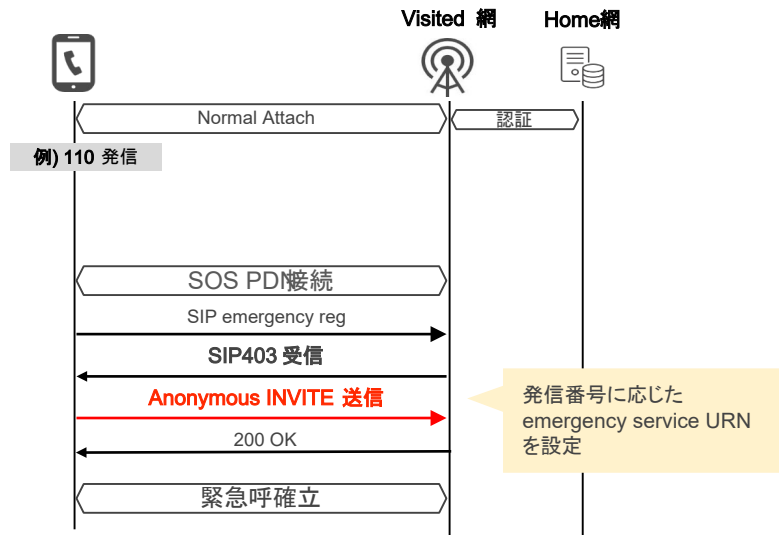 Visited 網
Home網
Normal Attach
認証
例) 110 発信
SOS PDN接続
SIP emergency reg
SIP403 受信
Anonymous INVITE 送信
200 OK
発信番号に応じた
emergency service URN
を設定
緊急呼確立